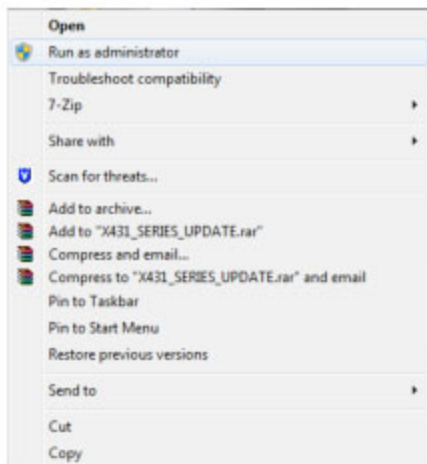 Open
Run as administrator
Troubleshoot compatibility
7-Zip
Share with
Scan for threats...
Add to archive...
Add to "X431_SERIES_UPDATE.rar"
Compress and email...
Compress to "X431_SERIES_UPDATE.rar" and email
Pin to Taskbar
Pin to Start Menu
Restore previous versions
Send to
Cut
Copy